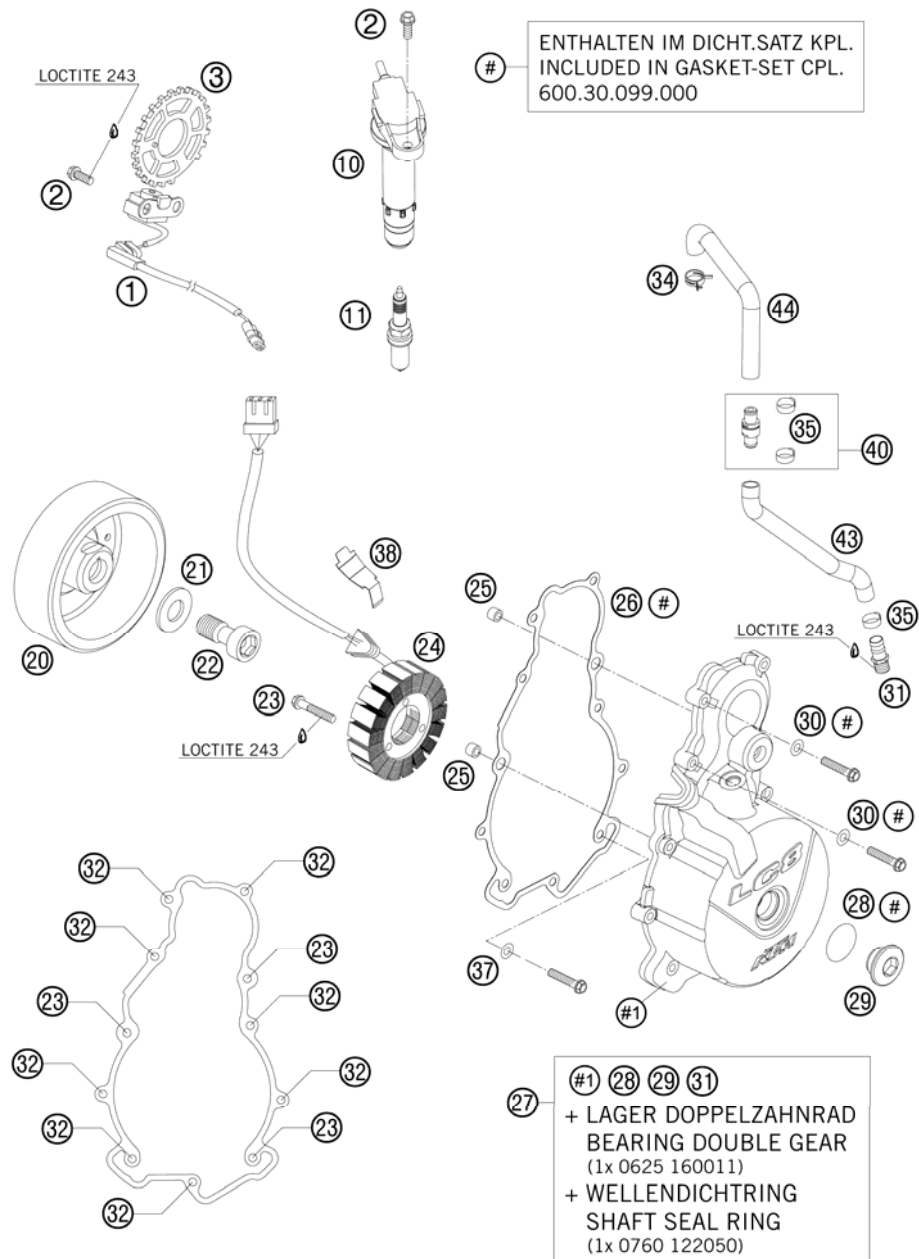 2
ENTHALTEN IM DICHT.SATZ KPL.
# INCLUDED IN GASKET-SET CPL.
600.30.099.000
LOCTITE 243
3
2
10
1
11
34
44
35
40
43
38
21
25
26 #
24
20
22
23
LOCTITE 243
25
35
LOCTITE 243
31
30 #
30 #
LC8
KTM
28 #
29
37
#1
32
32
32
23
23
32
32
32
32
23
32
27
#1 28 29 31
+ LAGER DOPPELZAHNRAD
BEARING DOUBLE GEAR
(1x 0625 160011)
+ WELLENDICHTRING
SHAFT SEAL RING
(1x 0760 122050)